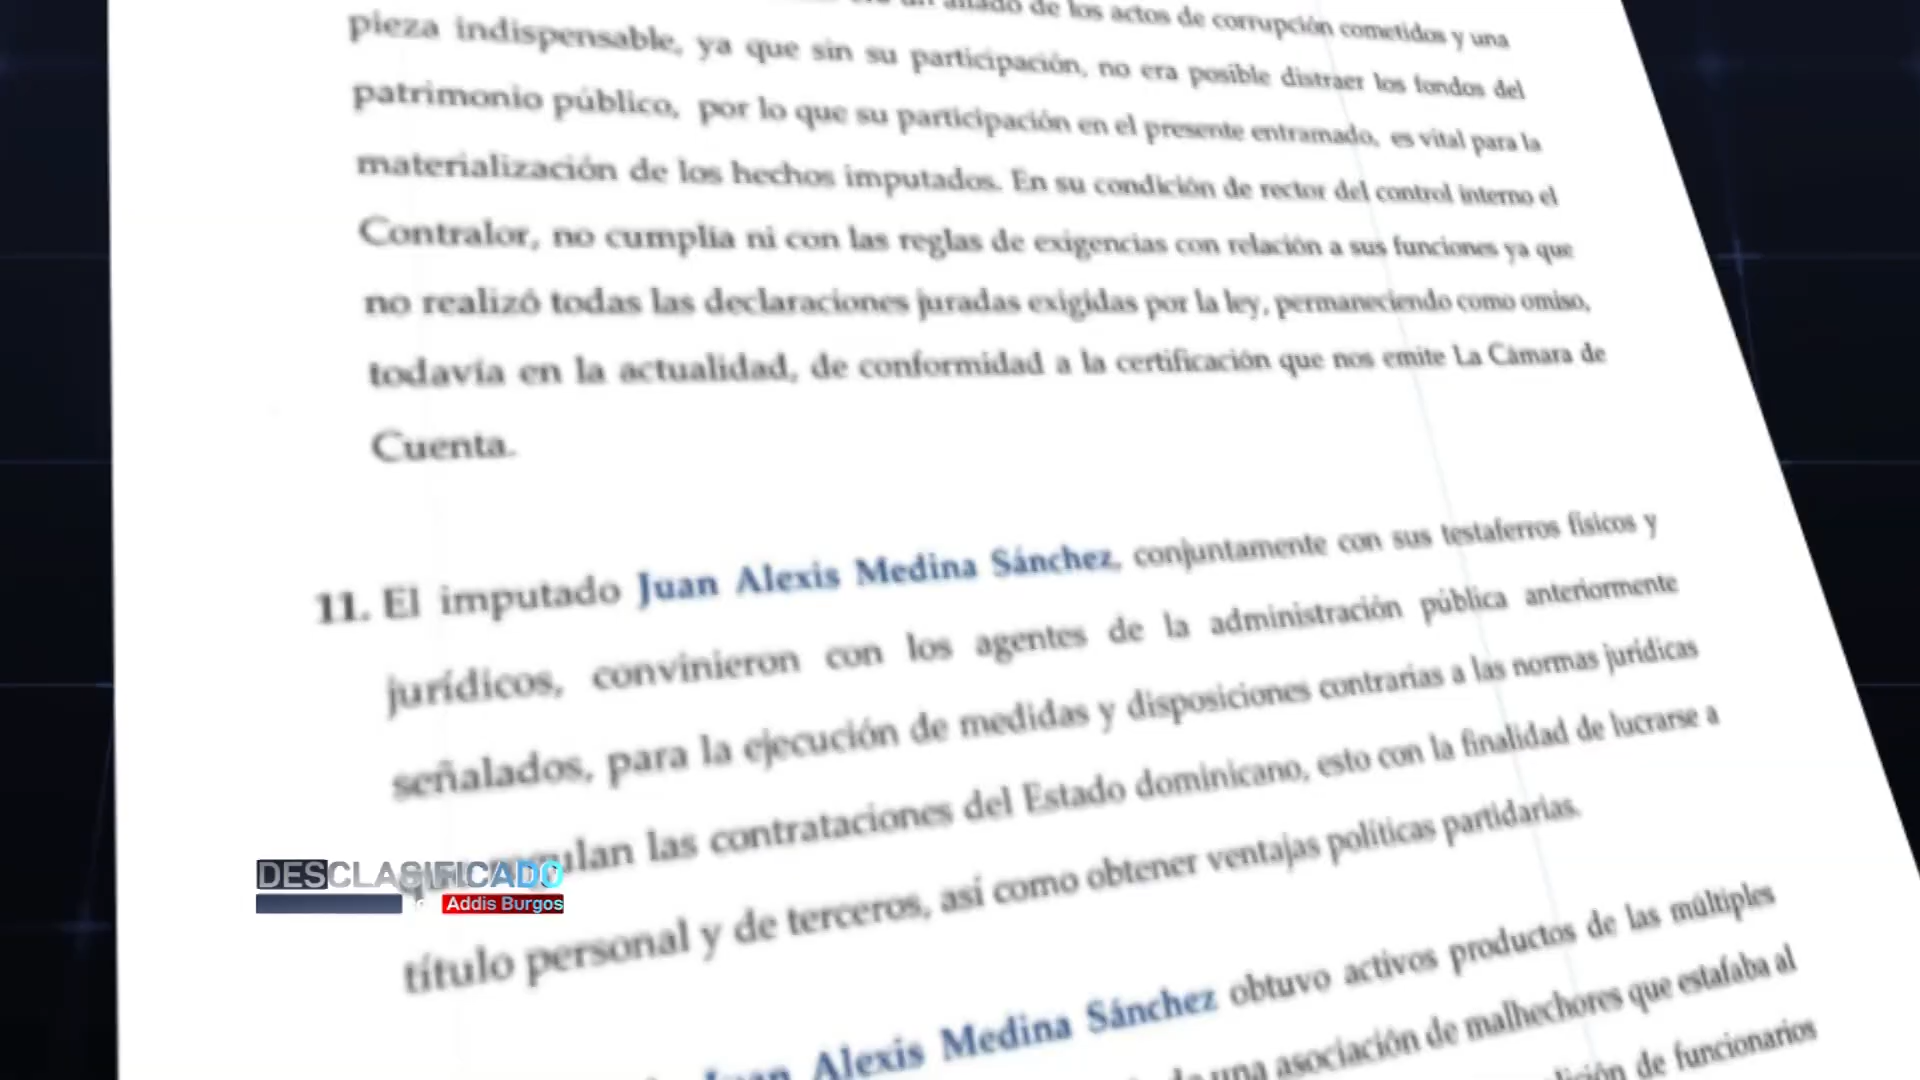 de los actos de corrupción cometidos y una
pieza indispensable, ya que sin su participación, no era posible distraer los fondos del
patrimonio público, por lo que su participación en el presente entramado, es vital para la
materialización de los hechos imputados. En su condición de rector del control interno el
Contralor, no cumplía ni con las reglas de exigencias con relación a sus funciones ya que
no realizó todas las declaraciones juradas exigidas por la ley, permaneciendo como omiso,
todavía en la actualidad, de conformidad a la certificación que nos emite La Cámara de
Cuenta.
11. El imputado Juan Alexis Medina Sánchez, conjuntamente con sus testaferros físicos y
jurídicos, convinieron con los agentes de la administración pública anteriormente
señalados, para la ejecución de medidas y disposiciones contrarias a las normas jurídicas
las contrataciones del Estado dominicano, esto con la finalidad de lucrarse a
título personal y de terceros, así como obtener ventajas políticas partidarias.
Alexis Medina Sánchez obtuvo activos productos de las múltiples
una asociación de malhechores que estafaba al
de funcionarios
DESCLASIFICADO
Addis Burgos